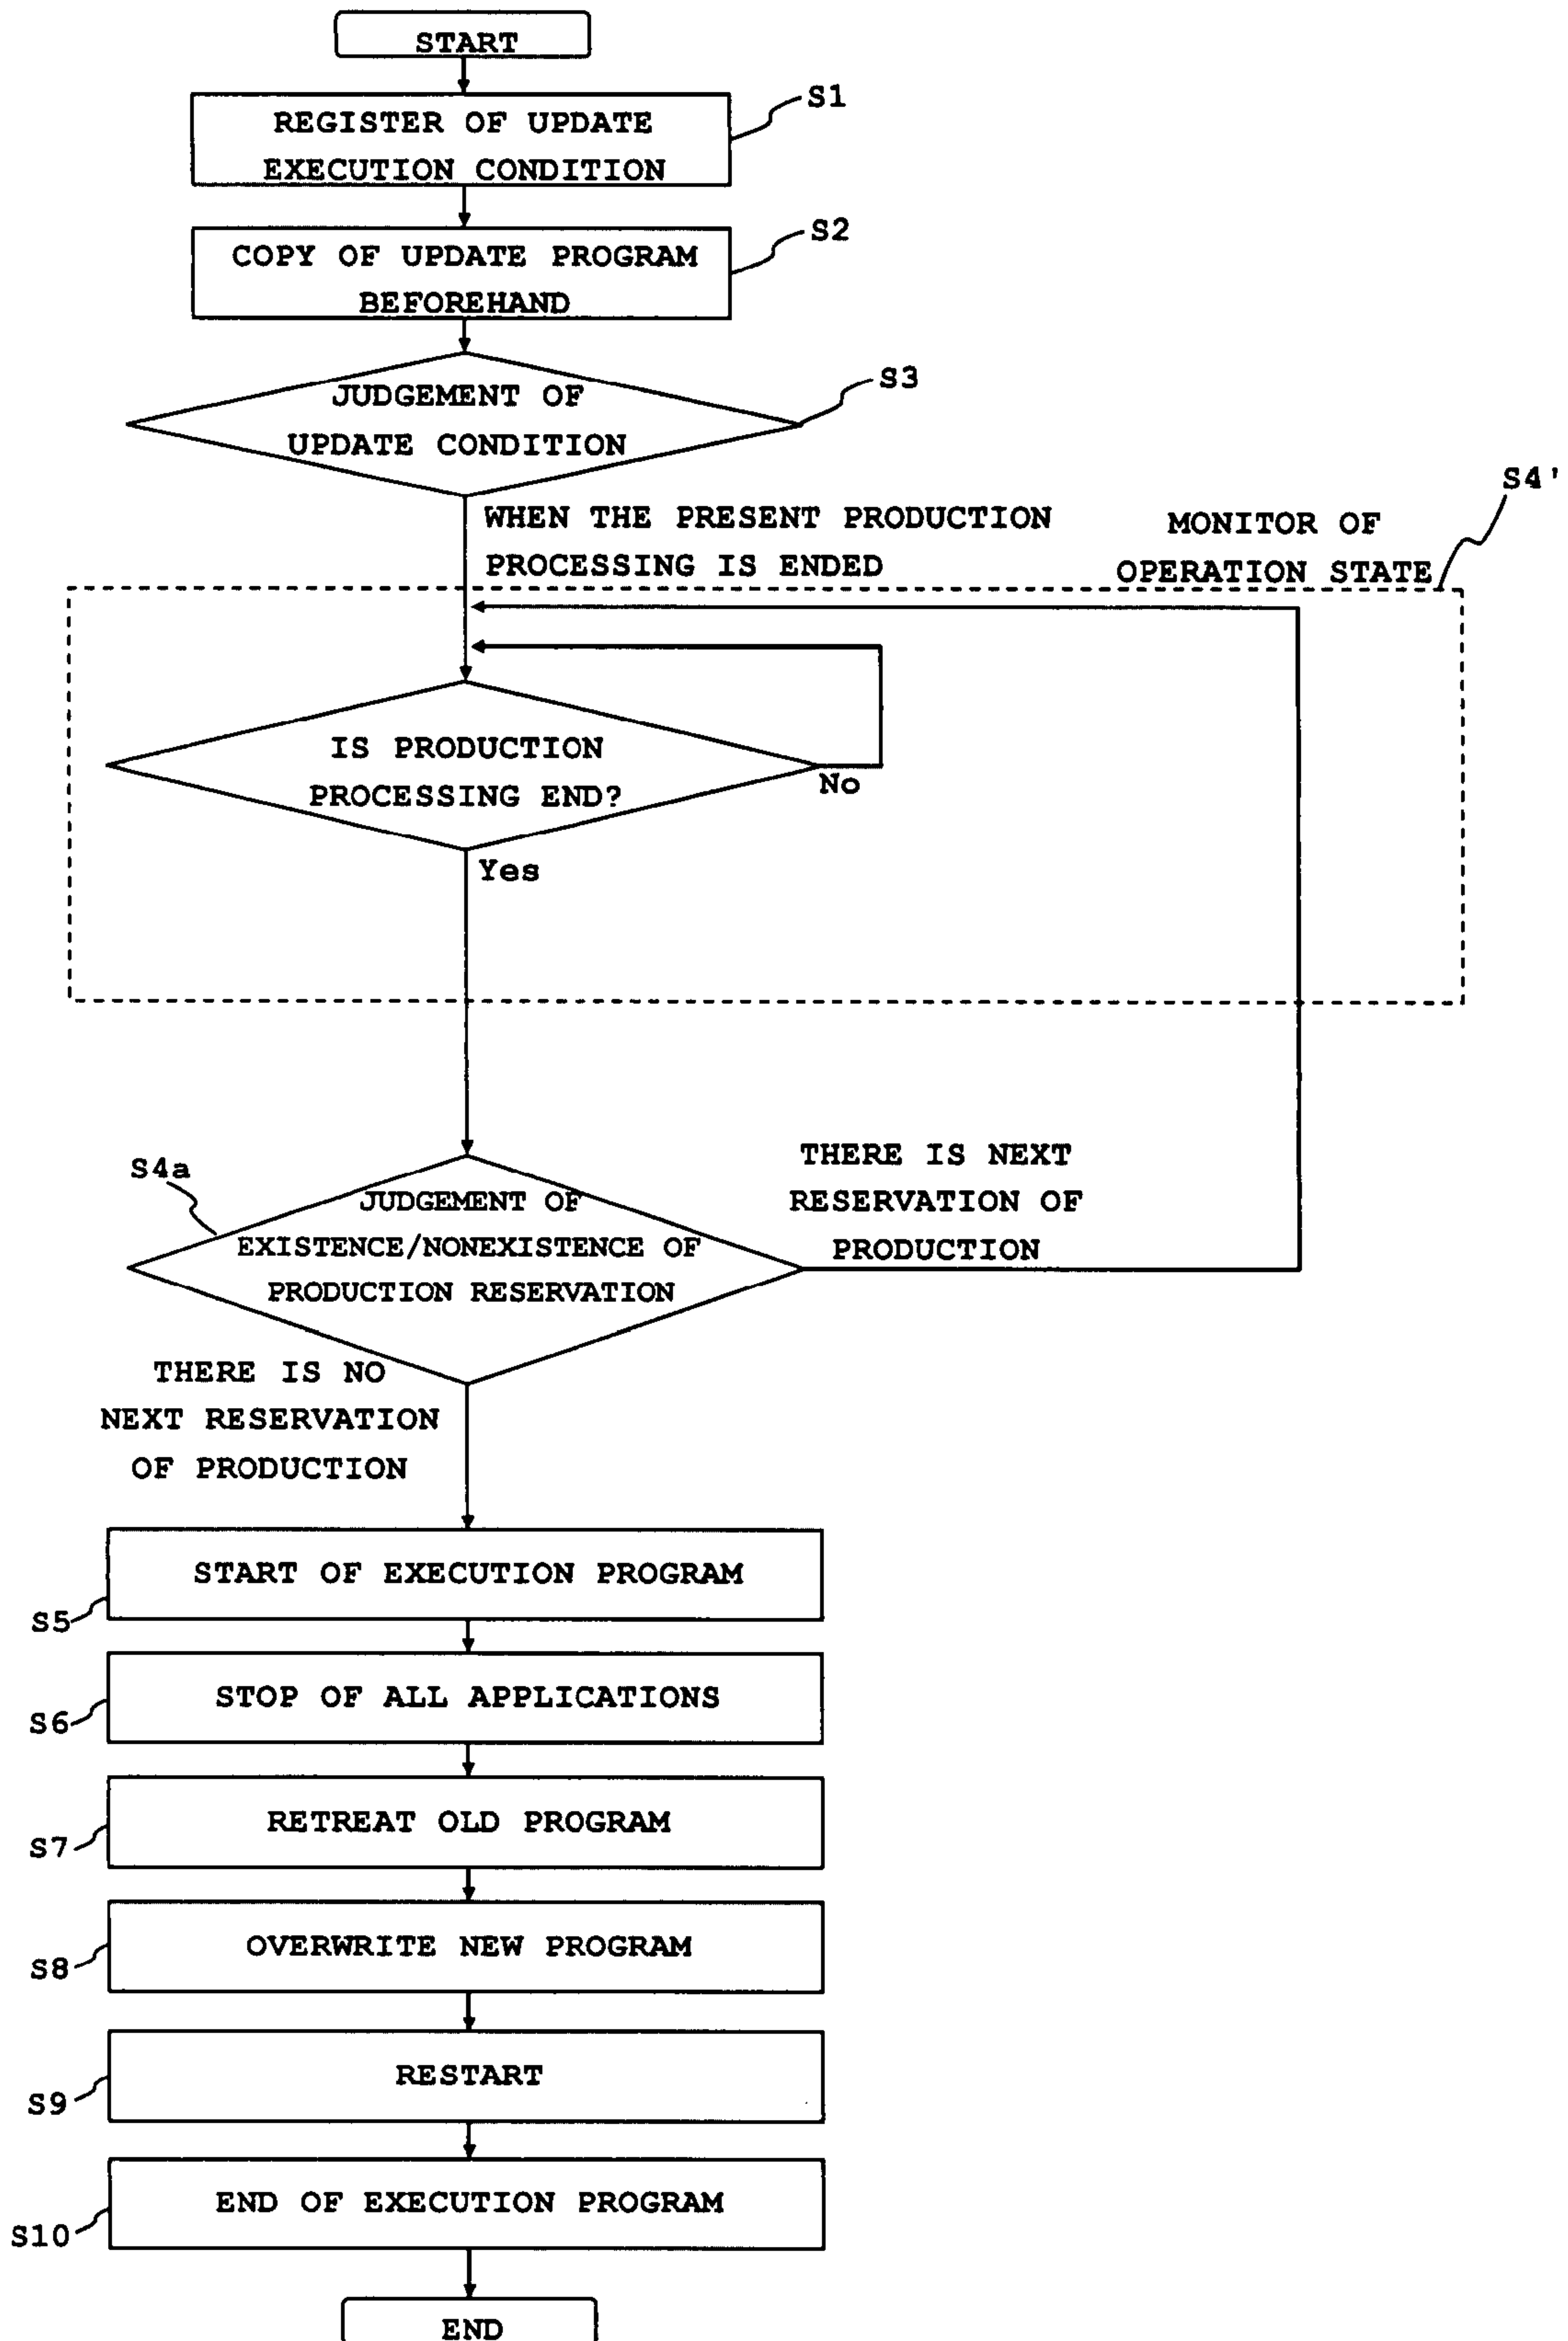 START
S1
REGISTER OF UPDATE
EXECUTION CONDITION
S2
COPY OF UPDATE PROGRAM
BEFOREHAND
S3
JUDGEMENT OF
UPDATE CONDITION
S4'
WHEN THE PRESENT PRODUCTION
PROCESSING IS ENDED
MONITOR OF
OPERATION STATE
IS PRODUCTION
PROCESSING END?
No
Yes
S4a
JUDGEMENT OF
EXISTENCE/NONEXISTENCE OF
PRODUCTION RESERVATION
THERE IS NEXT
RESERVATION OF
PRODUCTION
THERE IS NO
NEXT RESERVATION
OF PRODUCTION
START OF EXECUTION PROGRAM
S5
STOP OF ALL APPLICATIONS
S6
RETREAT OLD PROGRAM
S7
OVERWRITE NEW PROGRAM
S8
RESTART
S9
END OF EXECUTION PROGRAM
S10
END